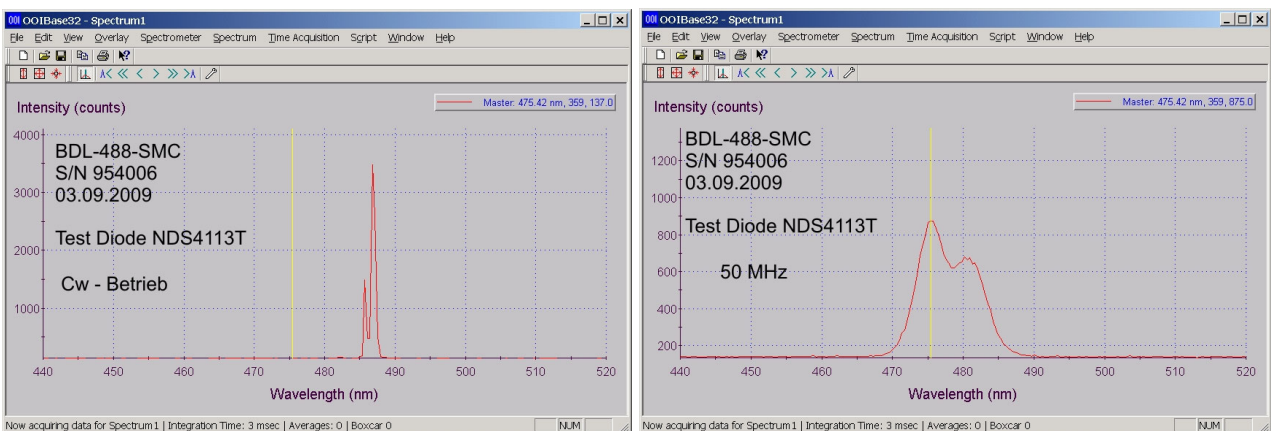 OOIBase32 - Spectrum1
File Edit View Overlay Spectrometer Spectrum Time Acquisition Script Window Help
Intensity (counts)
Master: 475.42 nm, 359, 137.0
4000
BDL-488-SMC
S/N 954006
3000
03.09.2009
Test Diode NDS4113T
2000
Cw - Betrieb
1000
440 450 460 470 480 490 500 510 520
Wavelength (nm)
Now acquiring data for Spectrum1 | Integration Time: 3 msec | Averages: 0 | Boxcar 0 NUM
OOIBase32 - Spectrum1
File Edit View Overlay Spectrometer Spectrum Time Acquisition Script Window Help
Intensity (counts)
Master: 475.42 nm, 359, 875.0
BDL-488-SMC
1200 S/N 954006
03.09.2009
1000
Test Diode NDS4113T
800
50 MHz
600
400
200
440 450 460 470 480 490 500 510 520
Wavelength (nm)
Now acquiring data for Spectrum1 | Integration Time: 3 msec | Averages: 0 | Boxcar 0 NUM